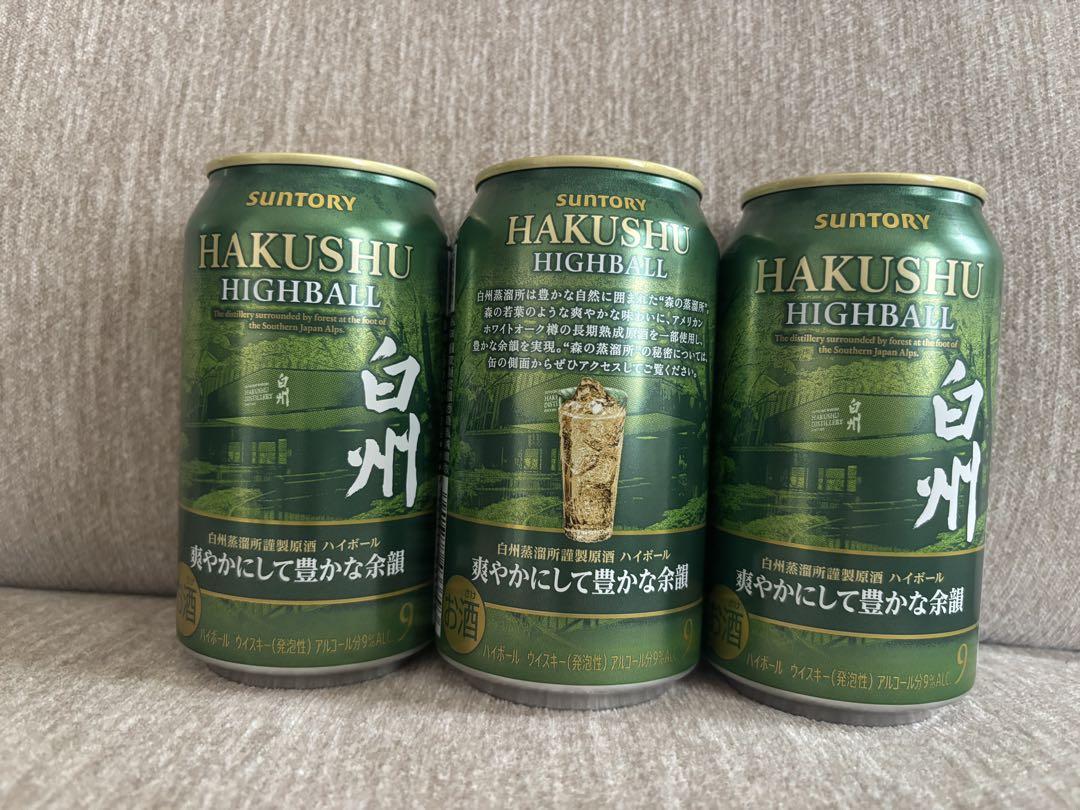 SUNTORY
HAKUSHU
HIGHBALL
The distillery surrounded by forest at the foot of
the Southern Japan Alps.
白州
HAKUSHU
DISTILLERY
白州
白州蒸溜所謹製原酒 ハイボール
爽やかにして豊かな余韻
お酒
ハイボール ウイスキー(発泡性) アルコール分9% ALC.
9
SUNTORY
HAKUSHU
HIGHBALL
白州蒸溜所は豊かな自然に囲まれた“森の蒸溜所”。
森の若葉のような爽やかな味わいに、アメリカン
ホワイトオーク樽の長期熟成原酒を一部使用し、
豊かな余韻を実現。“森の蒸溜所”の秘密については、
缶の側面からぜひアクセスしてご覧ください。
白州蒸溜所謹製原酒 ハイボール
爽やかにして豊かな余韻
お酒
ハイボール ウイスキー(発泡性) アルコール分9% ALC.
9
SUNTORY
HAKUSHU
HIGHBALL
The distillery surrounded by forest at the foot of
the Southern Japan Alps.
HAKUSHU
DISTILLERY
白州
白州
白州蒸溜所謹製原酒 ハイボール
爽やかにして豊かな余韻
お酒
ハイボール ウイスキー(発泡性) アルコール分9% ALC.
9